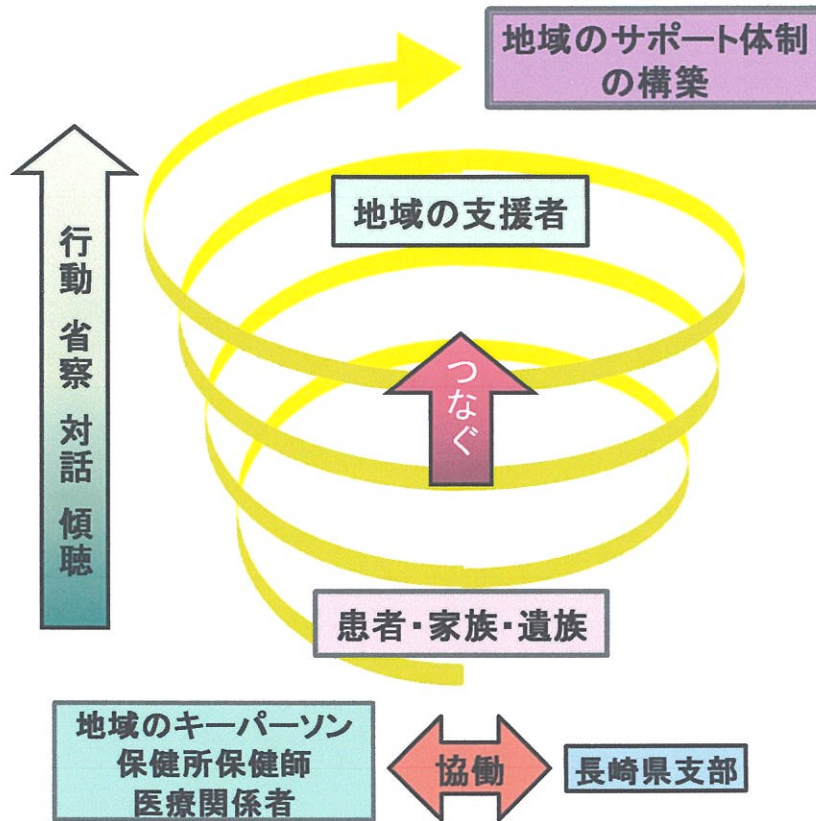 地域のサポート体制
の構築
地域の支援者
行動 省察 対話 傾聴
つなぐ
患者・家族・遺族
地域のキーパーソン
保健所保健師
医療関係者
協働
長崎県支部